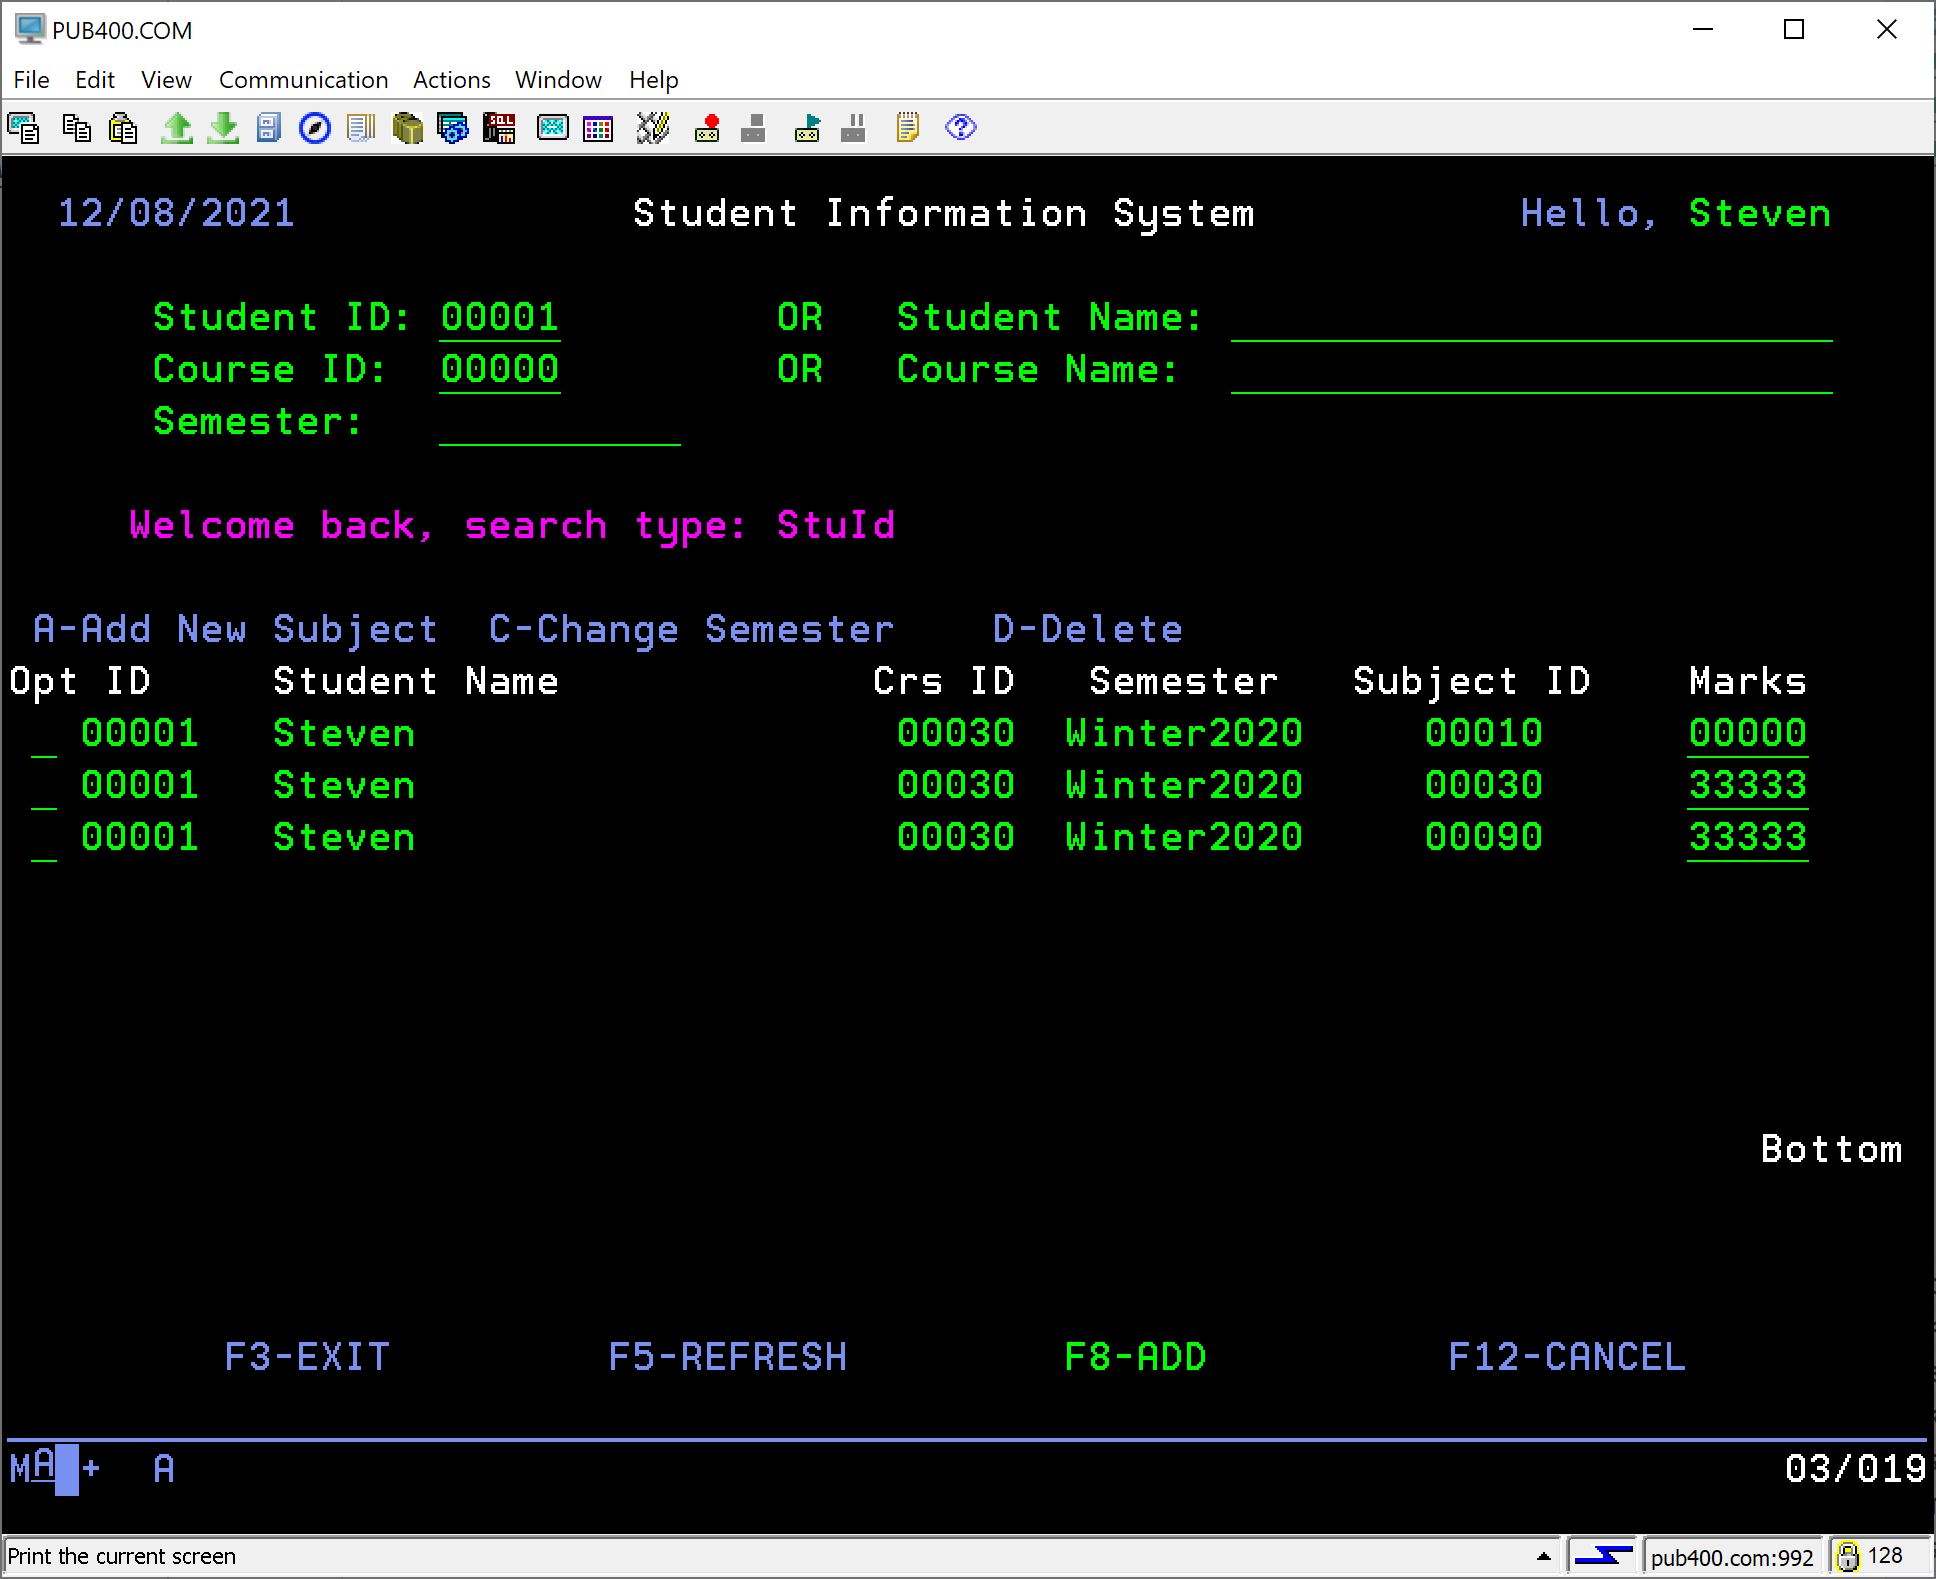 PUB400.COM
File Edit View Communication Actions Window Help
12/08/2021 Student Information System Hello, Steven
Student ID: 00001 OR Student Name:
Course ID: 00000 OR Course Name:
Semester:
Welcome back, search type: StuId
A-Add New Subject C-Change Semester D-Delete
Opt ID Student Name Crs ID Semester Subject ID Marks
_ 00001 Steven 00030 Winter2020 00010 00000
_ 00001 Steven 00030 Winter2020 00030 33333
_ 00001 Steven 00030 Winter2020 00090 33333
Bottom
F3-EXIT F5-REFRESH F8-ADD F12-CANCEL
MA + A 03/019
Print the current screen pub400.com:992 128